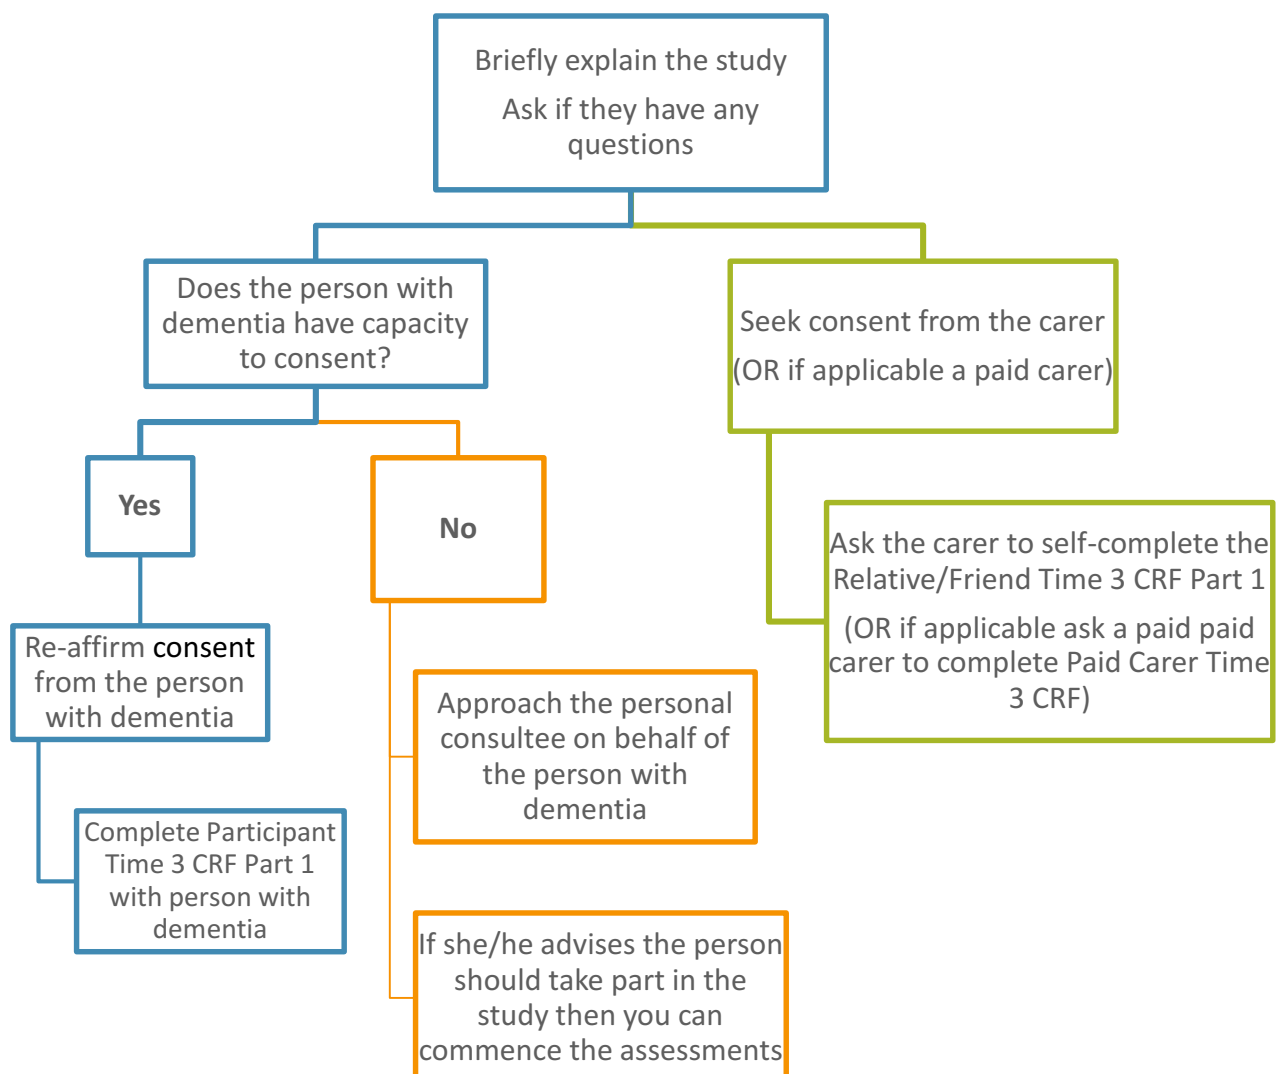 Briefly explain the study
Ask if they have any
questions
Does the person with
dementia have capacity
to consent?
Seek consent from the carer
(OR if applicable a paid carer)
Yes
No
Ask the carer to self-complete the
Relative/Friend Time 3 CRF Part 1
(OR if applicable ask a paid paid
carer to complete Paid Carer Time
3 CRF)
Re-affirm consent
from the person
with dementia
Approach the personal
consultee on behalf of
the person with
dementia
Complete Participant
Time 3 CRF Part 1
with person with
dementia
If she/he advises the person
should take part in the
study then you can
commence the assessments